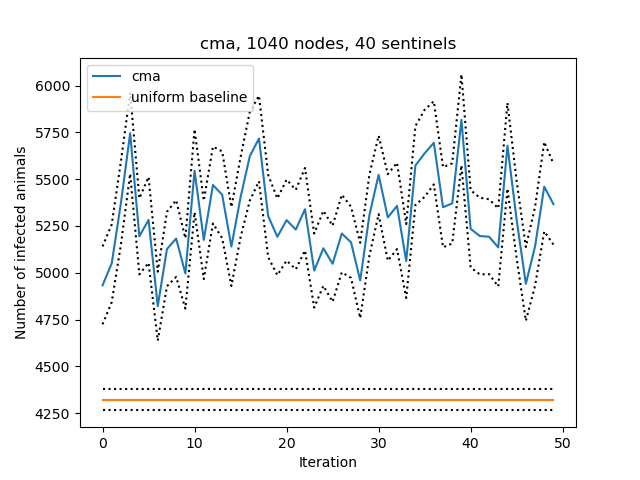 cma, 1040 nodes, 40 sentinels
cma
uniform baseline
6000
5750
5500
5250
5000
4750
4500
4250
Number of infected animals
0 10 20 30 40 50
Iteration